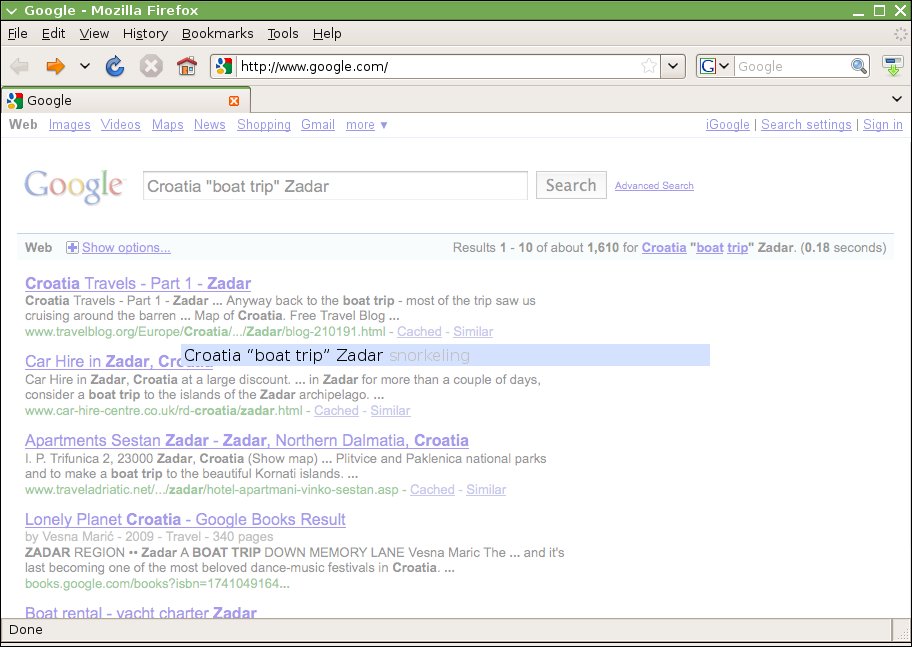 Google - Mozilla Firefox
File Edit View History Bookmarks Tools Help
http://www.google.com/ G Google
Google
Web Images Videos Maps News Shopping Gmail more ▼ iGoogle | Search settings | Sign in
Google Croatia "boat trip" Zadar Search Advanced Search
Web Show options... Results 1 - 10 of about 1,610 for Croatia "boat trip" Zadar. (0.18 seconds)
Croatia Travels - Part 1 - Zadar
Croatia Travels - Part 1 - Zadar ... Anyway back to the boat trip - most of the trip saw us
cruising around the barren ... Map of Croatia. Free Travel Blog ...
www.travelblog.org/Europe/Croatia/.../Zadar/blog-210191.html - Cached - Similar
Croatia “boat trip” Zadar snorkeling
Car Hire in Zadar, Croatia
Car Hire in Zadar, Croatia at a large discount. ... in Zadar for more than a couple of days,
consider a boat trip to the islands of the Zadar archipelago. ...
www.car-hire-centre.co.uk/rd-croatia/zadar.html - Cached - Similar
Apartments Sestan Zadar - Zadar, Northern Dalmatia, Croatia
I. P. Trifunica 2, 23000 Zadar, Croatia (Show map) ... Plitvice and Paklenica national parks
and to make a boat trip to the beautiful Kornati islands. ...
www.traveladriatic.net/.../zadar/hotel-apartmani-vinko-sestan.asp - Cached - Similar
Lonely Planet Croatia - Google Books Result
by Vesna Marić - 2009 - Travel - 340 pages
ZADAR REGION •• Zadar A BOAT TRIP DOWN MEMORY LANE Vesna Maric The ... and it's
last becoming one of the most beloved dance-music festivals in Croatia. ...
books.google.com/books?isbn=1741049164...
Boat rental - yacht charter Zadar
Done